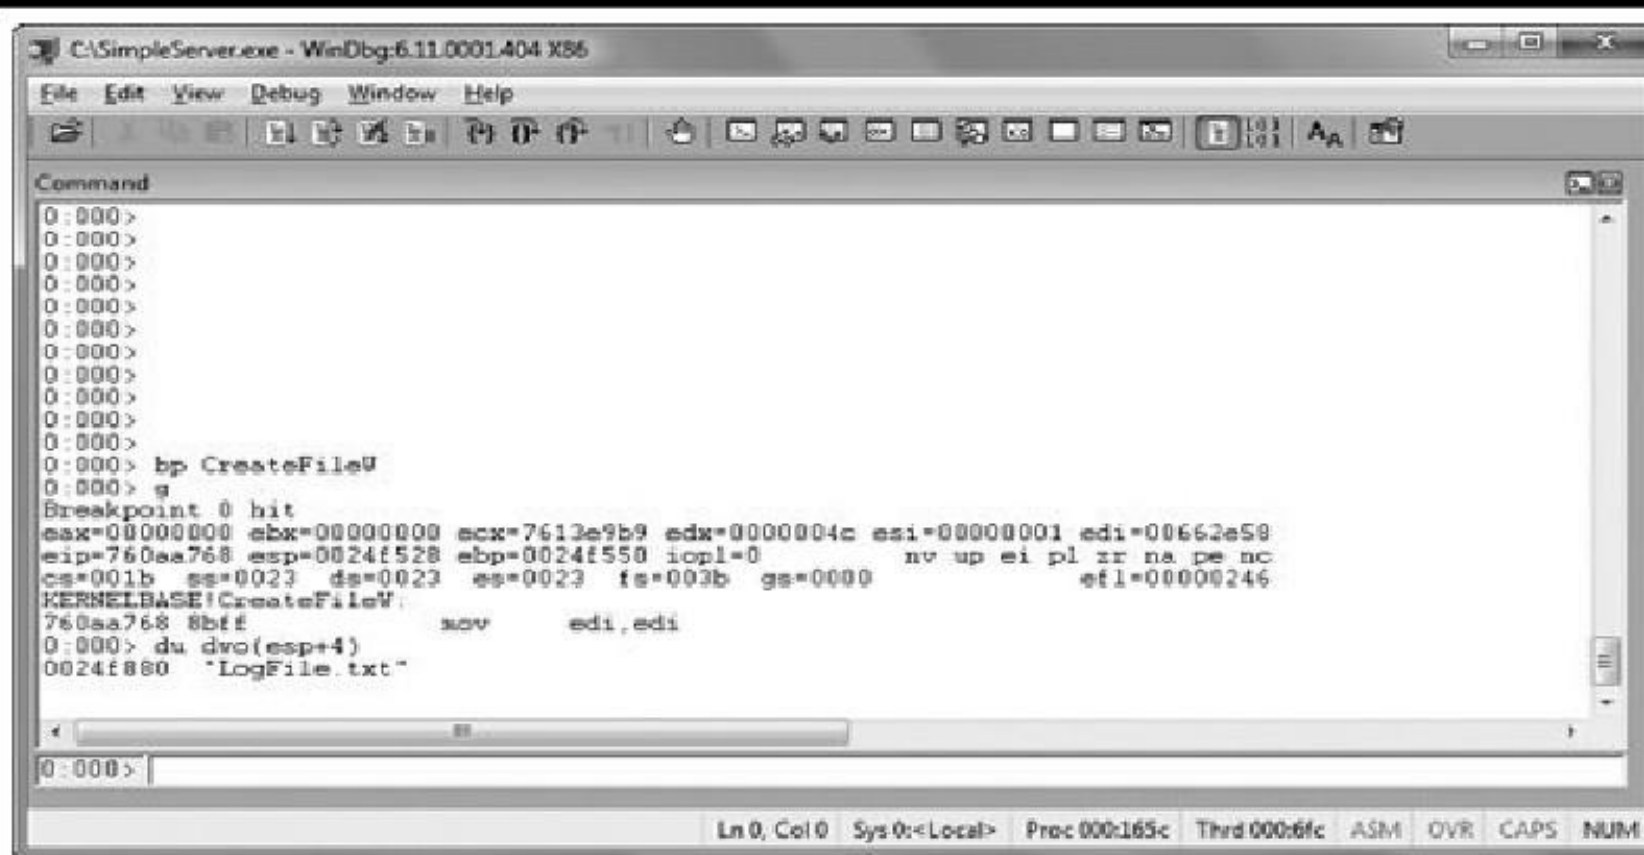 C:\SimpleServer.exe - WinDbg:6.11.0001.404 X86
File Edit View Debug Window Help
Command
0:000>
0:000>
0:000>
0:000>
0:000>
0:000>
0:000>
0:000>
0:000>
0:000>
0:000>
0:000> bp CreateFileW
0:000> g
Breakpoint 0 hit
eax=00000000 ebx=00000000 ecx=7613e9b9 edx=0000004c esi=00000001 edi=00662e58
eip=760aa768 esp=0024f528 ebp=0024f550 iopl=0 nv up ei pl zr na pe nc
cs=001b ss=0023 ds=0023 es=0023 fs=003b gs=0000 efl=00000246
KERNELBASE!CreateFileW:
760aa768 8bff mov edi,edi
0:000> du dwo(esp+4)
0024f880 "LogFile.txt"
0:000>
Ln 0, Col 0 Sys 0:<Local> Proc 000:165c Thrd 000:6fc ASM OVR CAPS NUM